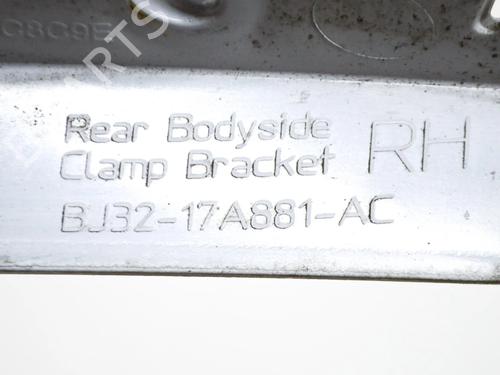 Rear Bodyside
Clamp Bracket RH
BJ32-17A881-AC